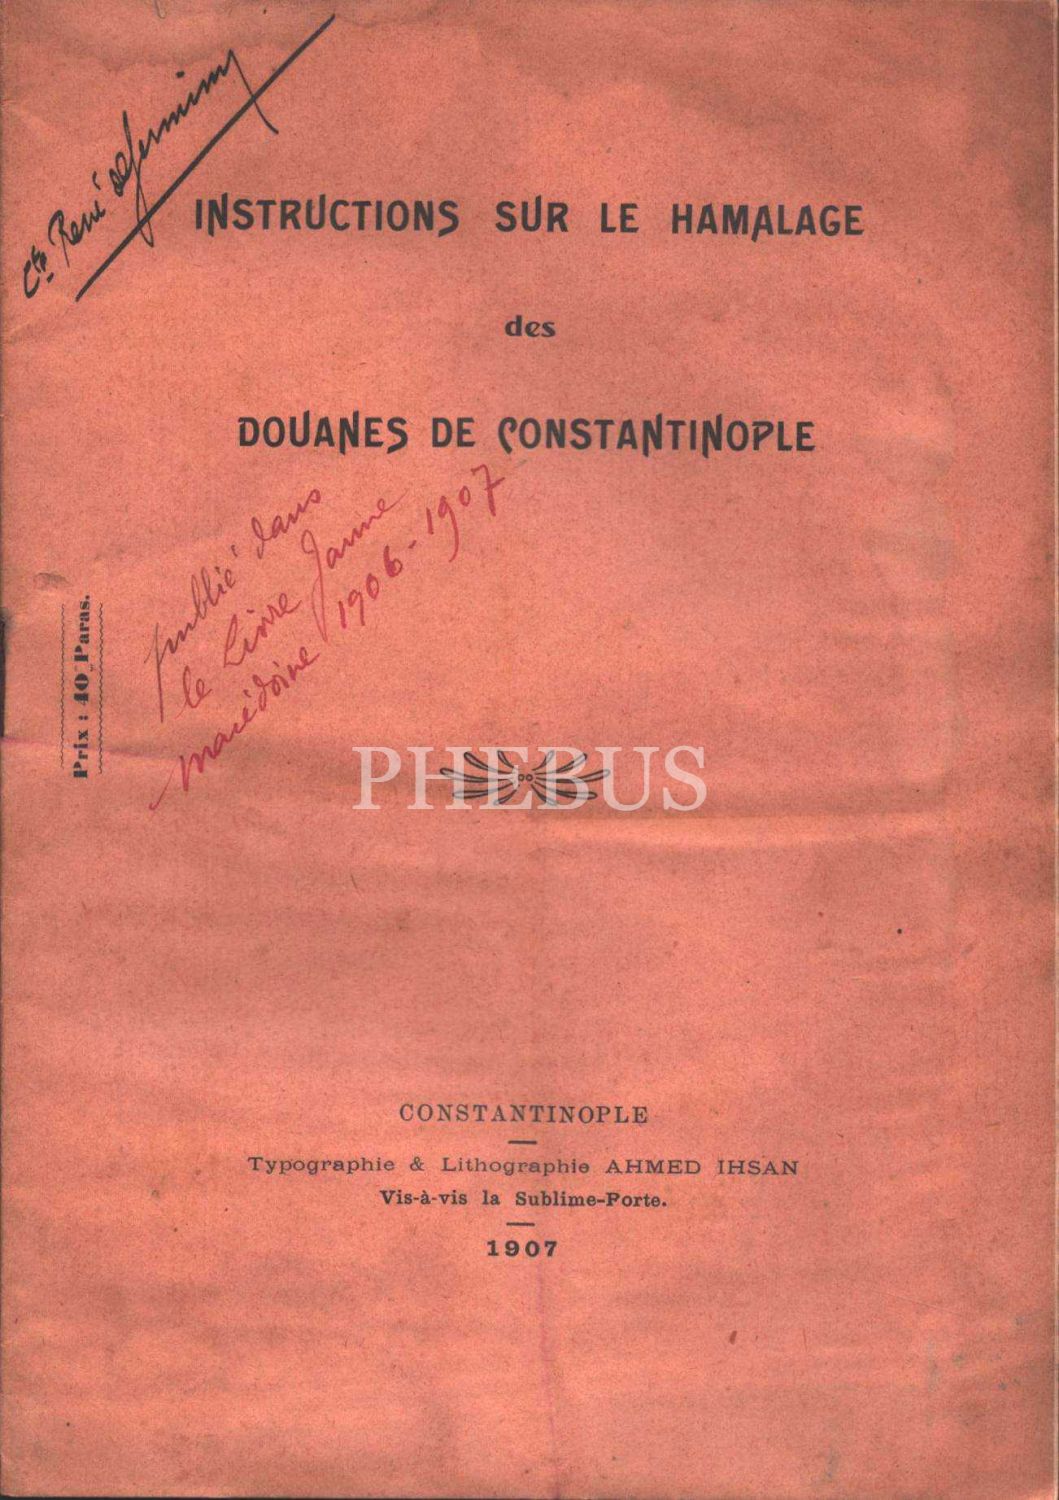 Cte René de
INSTRUCTIONS SUR LE HAMALAGE
des
DOUANES DE CONSTANTINOPLE
publié dans
le Livre Jaune
Macédoine 1906-1907
Prix : 40 Paras.
PHEBUS
CONSTANTINOPLE
Typographie & Lithographie AHMED IHSAN
Vis-à-vis la Sublime-Porte.
1907